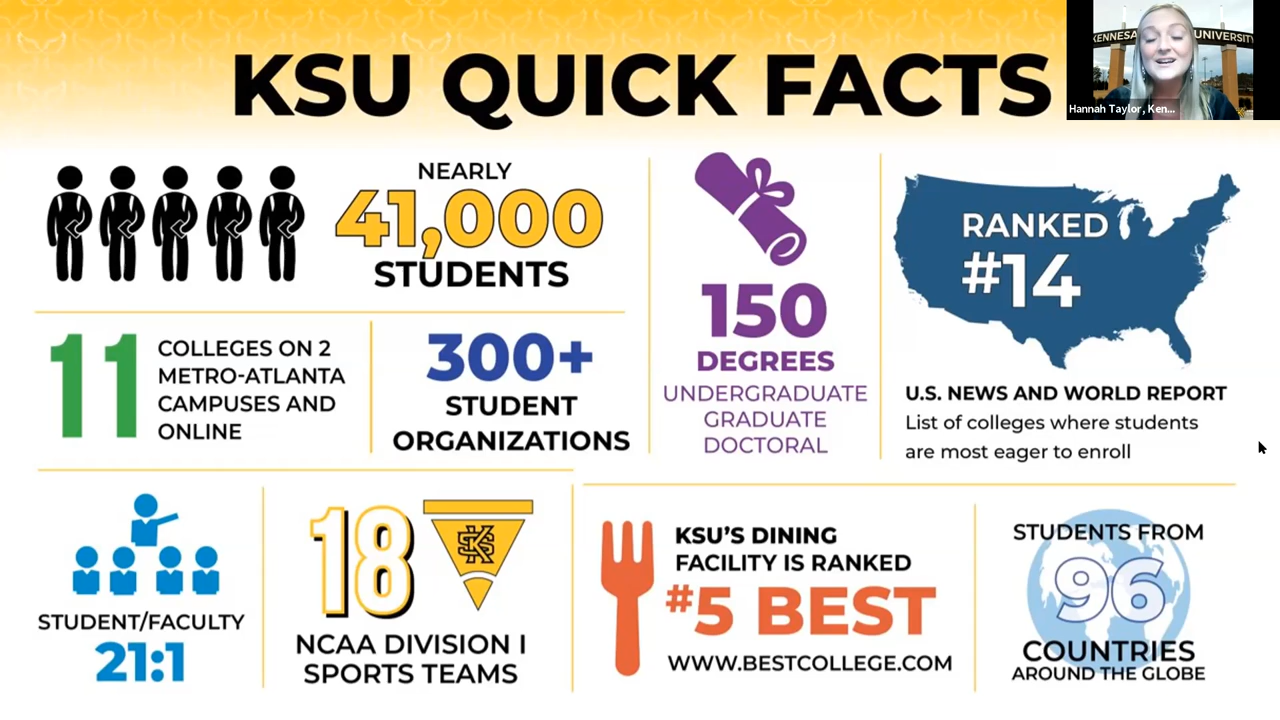 KSU QUICK FACTS
KENNESA UNIVERSITY
Hannah Taylor, Ken...
NEARLY
41,000
STUDENTS
11
COLLEGES ON 2
METRO-ATLANTA
CAMPUSES AND
ONLINE
300+
STUDENT
ORGANIZATIONS
150
DEGREES
UNDERGRADUATE
GRADUATE
DOCTORAL
RANKED
#14
U.S. NEWS AND WORLD REPORT
List of colleges where students
are most eager to enroll
STUDENT/FACULTY
21:1
18
KS
NCAA DIVISION I
SPORTS TEAMS
KSU'S DINING
FACILITY IS RANKED
#5 BEST
WWW.BESTCOLLEGE.COM
STUDENTS FROM
96
COUNTRIES
AROUND THE GLOBE